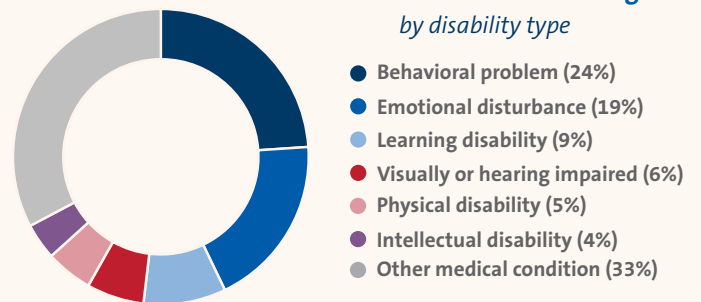 by disability type
Behavioral problem (24%)
Emotional disturbance (19%)
Learning disability (9%)
Visually or hearing impaired (6%)
Physical disability (5%)
Intellectual disability (4%)
Other medical condition (33%)